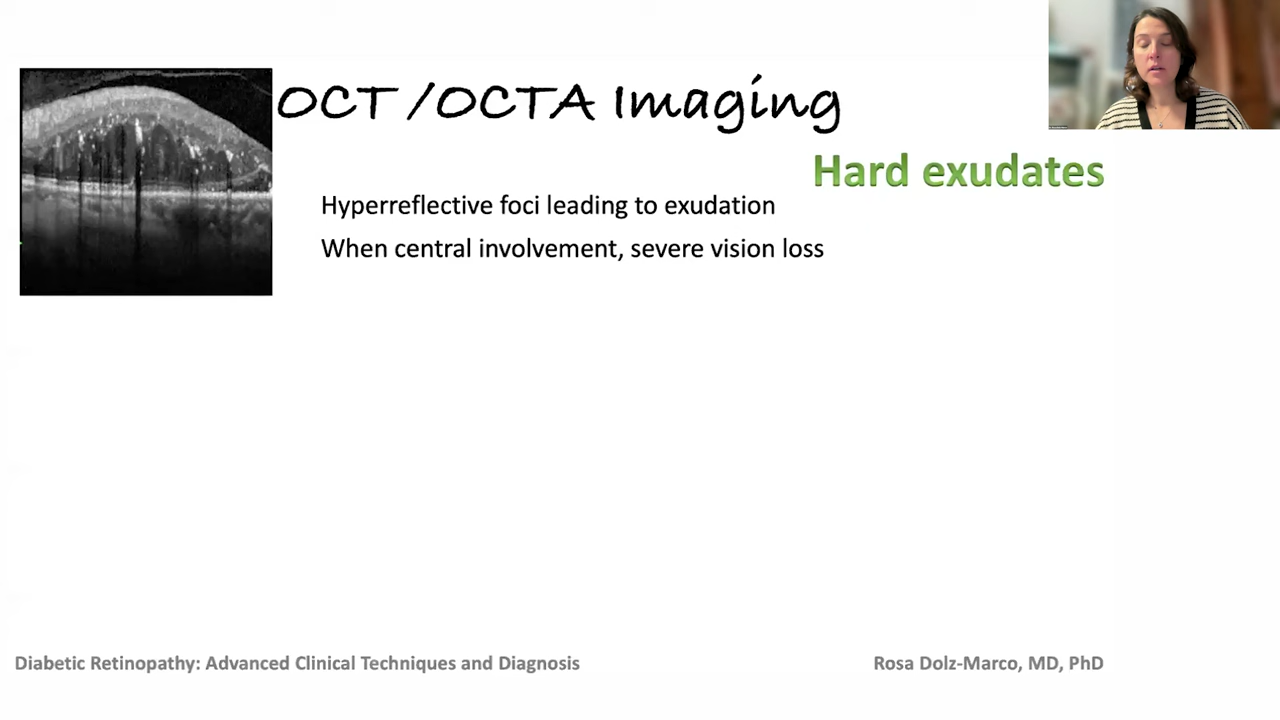 OCT /OCTA Imaging
Hard exudates
Hyperreflective foci leading to exudation
When central involvement, severe vision loss
Diabetic Retinopathy: Advanced Clinical Techniques and Diagnosis
Rosa Dolz-Marco, MD, PhD